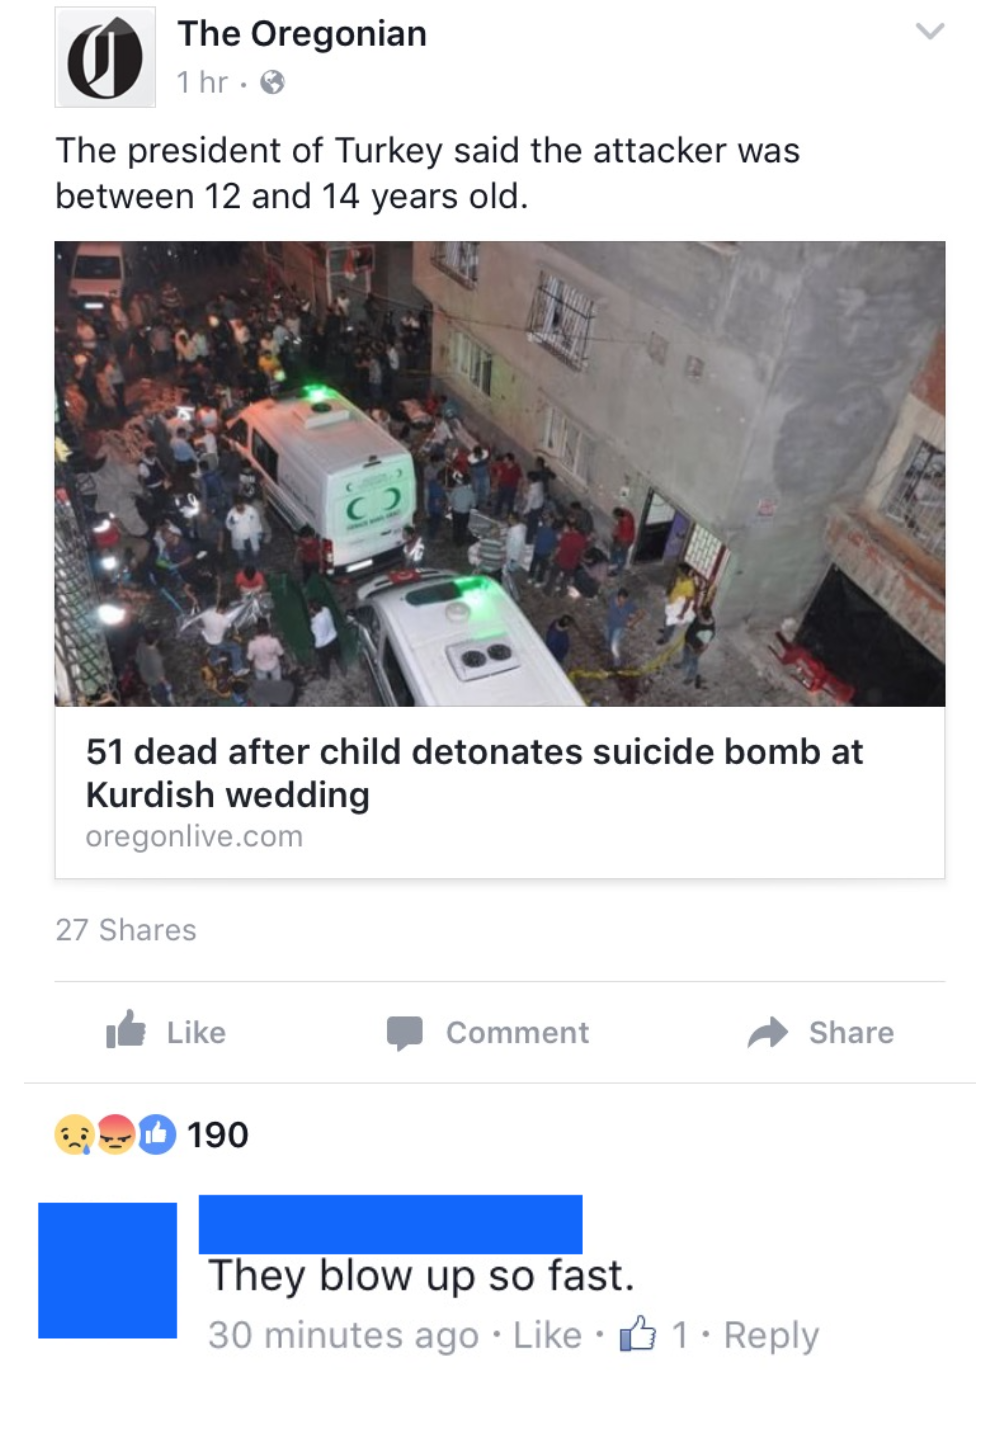 The Oregonian
1 hr ·
The president of Turkey said the attacker was
between 12 and 14 years old.
51 dead after child detonates suicide bomb at
Kurdish wedding
oregonlive.com
27 Shares
Like Comment Share
190
They blow up so fast.
30 minutes ago · Like · 1 · Reply